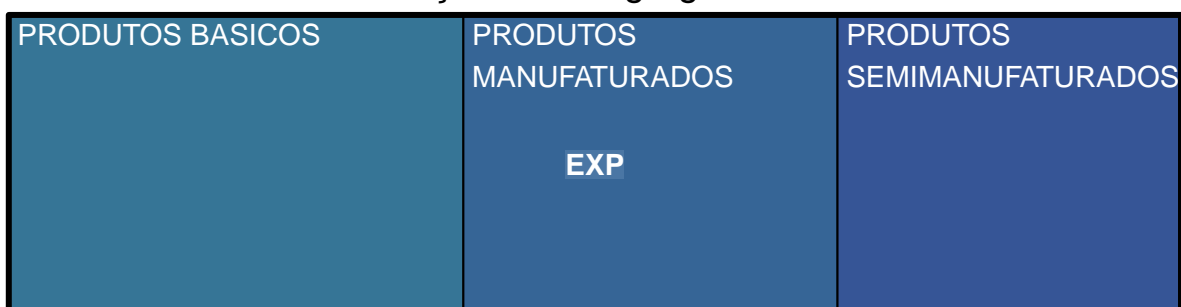 PRODUTOS BASICOS
PRODUTOS
MANUFATURADOS
PRODUTOS
SEMIMANUFATURADOS
EXP